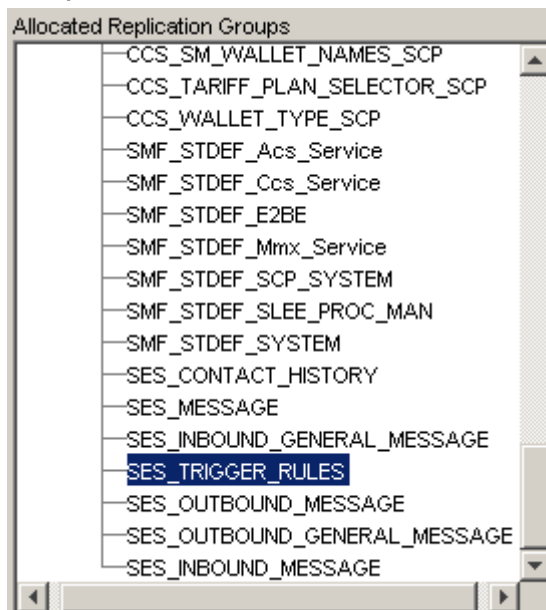 Allocated Replication Groups
CCS_SM_WALLET_NAMES_SCP
CCS_TARIFF_PLAN_SELECTOR_SCP
CCS_WALLET_TYPE_SCP
SMF_STDEF_Acs_Service
SMF_STDEF_Ccs_Service
SMF_STDEF_E2BE
SMF_STDEF_Mmx_Service
SMF_STDEF_SCP_SYSTEM
SMF_STDEF_SLEE_PROC_MAN
SMF_STDEF_SYSTEM
SES_CONTACT_HISTORY
SES_MESSAGE
SES_INBOUND_GENERAL_MESSAGE
SES_TRIGGER_RULES
SES_OUTBOUND_MESSAGE
SES_OUTBOUND_GENERAL_MESSAGE
SES_INBOUND_MESSAGE